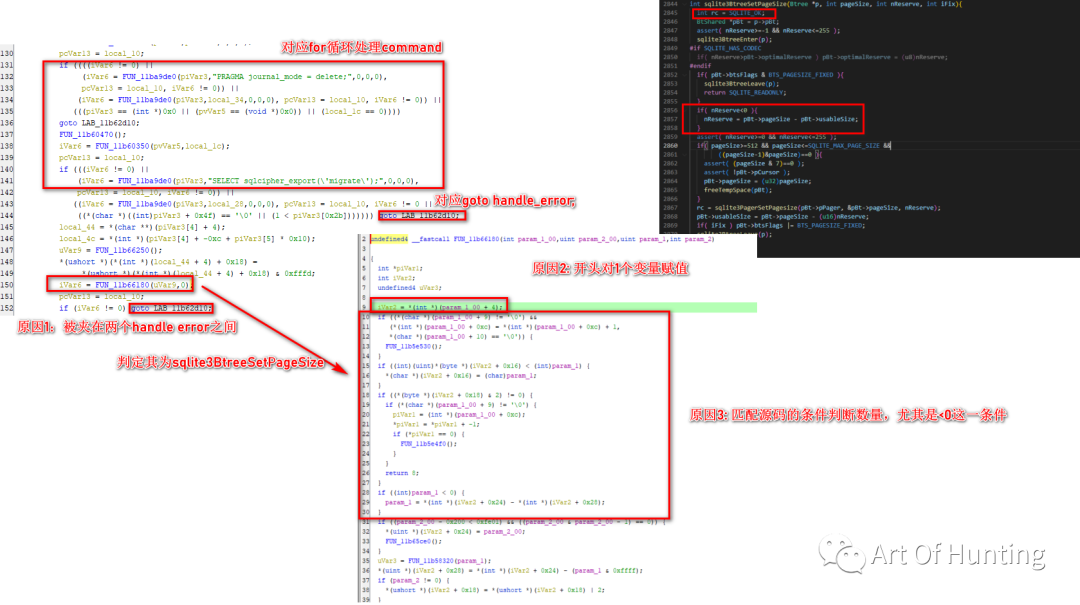 对应for循环处理command
130 pcVar13 = local_10;
131 if ((((iVar6 != 0) ||
132 (iVar6 = FUN_11ba9de0(piVar3,"PRAGMA journal_mode = delete;",0,0,0),
133 pcVar13 = local_10, iVar6 != 0)) ||
134 (iVar6 = FUN_11ba9de0(piVar3,local_34,0,0,0), pcVar13 = local_10, iVar6 != 0)) ||
135 (((piVar3 == (int *)0x0 || (pvVar5 == (void *)0x0)) || (local_1c == 0))))
136 goto LAB_11b62d10;
137 FUN_11b60470();
138 iVar6 = FUN_11b60350(pvVar5,local_1c);
139 pcVar13 = local_10;
140 if (((iVar6 != 0) ||
141 (iVar6 = FUN_11ba9de0(piVar3,"SELECT sqlcipher_export(\'migrate\');",0,0,0),
142 pcVar13 = local_10, iVar6 != 0)) ||
对应goto handle_error;
143 ((iVar6 = FUN_11ba9de0(piVar3,local_28,0,0,0), pcVar13 = local_10, iVar6 != 0 ||
144 ((*(char *)((int)piVar3 + 0x4f) == '\0' || (1 < piVar3[0x2b])))))) goto LAB_11b62d10;
145 local_44 = *(char **)(piVar3[4] + 4);
146 local_4c = *(int *)(piVar3[4] + -0xc + piVar3[5] * 0x10);
147 uVar9 = FUN_11b66250();
148 *(ushort *)(*(int *)(local_44 + 4) + 0x18) =
149 *(ushort *)(*(int *)(local_44 + 4) + 0x18) & 0xfffd;
150 iVar6 = FUN_11b66180(uVar9,0);
151 pcVar13 = local_10;
152 if (iVar6 != 0) goto LAB_11b62d10;
原因1：被夹在两个handle error之间
判定其为sqlite3BtreeSetPageSize
2844 int sqlite3BtreeSetPageSize(Btree *p, int pageSize, int nReserve, int iFix){
2845 int rc = SQLITE_OK;
2846 BtShared *pBt = p->pBt;
2847 assert( nReserve>=-1 && nReserve<=255 );
2848 sqlite3BtreeEnter(p);
2849 #if SQLITE_HAS_CODEC
2850 if( nReserve>pBt->optimalReserve ) pBt->optimalReserve = (u8)nReserve;
2851 #endif
2852 if( pBt->btsFlags & BTS_PAGESIZE_FIXED ){
2853 sqlite3BtreeLeave(p);
2854 return SQLITE_READONLY;
2855 }
2856 if( nReserve<0 ){
2857 nReserve = pBt->pageSize - pBt->usableSize;
2858 }
2859 assert( nReserve>=0 && nReserve<=255 );
2860 if( pageSize>=512 && pageSize<=SQLITE_MAX_PAGE_SIZE &&
2861 ((pageSize-1)&pageSize)==0 ){
2862 assert( (pageSize & 7)==0 );
2863 assert( !pBt->pCursor );
2864 pBt->pageSize = (u32)pageSize;
2865 freeTempSpace(pBt);
2866 }
2867 rc = sqlite3PagerSetPagesize(pBt->pPager, &pBt->pageSize, nReserve);
2868 pBt->usableSize = pBt->pageSize - (u16)nReserve;
2869 if( iFix ) pBt->btsFlags |= BTS_PAGESIZE_FIXED;
2 undefined4 __fastcall FUN_11b66180(int param_1_00,uint param_2_00,uint param_1,int param_2)
3
4 {
5 int *piVar1;
6 int iVar2;
7 undefined4 uVar3;
8
原因2: 开头对1个变量赋值
9 iVar2 = *(int *)(param_1_00 + 4);
10 if ((*(char *)(param_1_00 + 9) != '\0') &&
11 (*(int *)(param_1_00 + 0xc) = *(int *)(param_1_00 + 0xc) + 1,
12 *(char *)(param_1_00 + 10) == '\0')) {
13 FUN_11b5e530();
14 }
15 if ((int)(uint)*(byte *)(iVar2 + 0x16) < (int)param_1) {
16 *(char *)(iVar2 + 0x16) = (char)param_1;
17 }
18 if ((*(byte *)(iVar2 + 0x18) & 2) != 0) {
19 if (*(char *)(param_1_00 + 9) != '\0') {
20 piVar1 = (int *)(param_1_00 + 0xc);
21 *piVar1 = *piVar1 + -1;
22 if (*piVar1 == 0) {
23 FUN_11b5e4f0();
24 }
25 }
26 return 8;
27 }
28 if ((int)param_1 < 0) {
29 param_1 = *(int *)(iVar2 + 0x24) - *(int *)(iVar2 + 0x28);
30 }
原因3: 匹配源码的条件判断数量，尤其是<0这一条件
31 if ((param_2_00 - 0x200 < 0xfe01) && ((param_2_00 & param_2_00 - 1) == 0)) {
32 *(uint *)(iVar2 + 0x24) = param_2_00;
33 FUN_11b65ce0();
34 }
35 uVar3 = FUN_11b58320(param_1);
36 *(uint *)(iVar2 + 0x28) = *(int *)(iVar2 + 0x24) - (param_1 & 0xffff);
37 if (param_2 != 0) {
38 *(ushort *)(iVar2 + 0x18) = *(ushort *)(iVar2 + 0x18) | 2;
39 }
Art Of Hunting